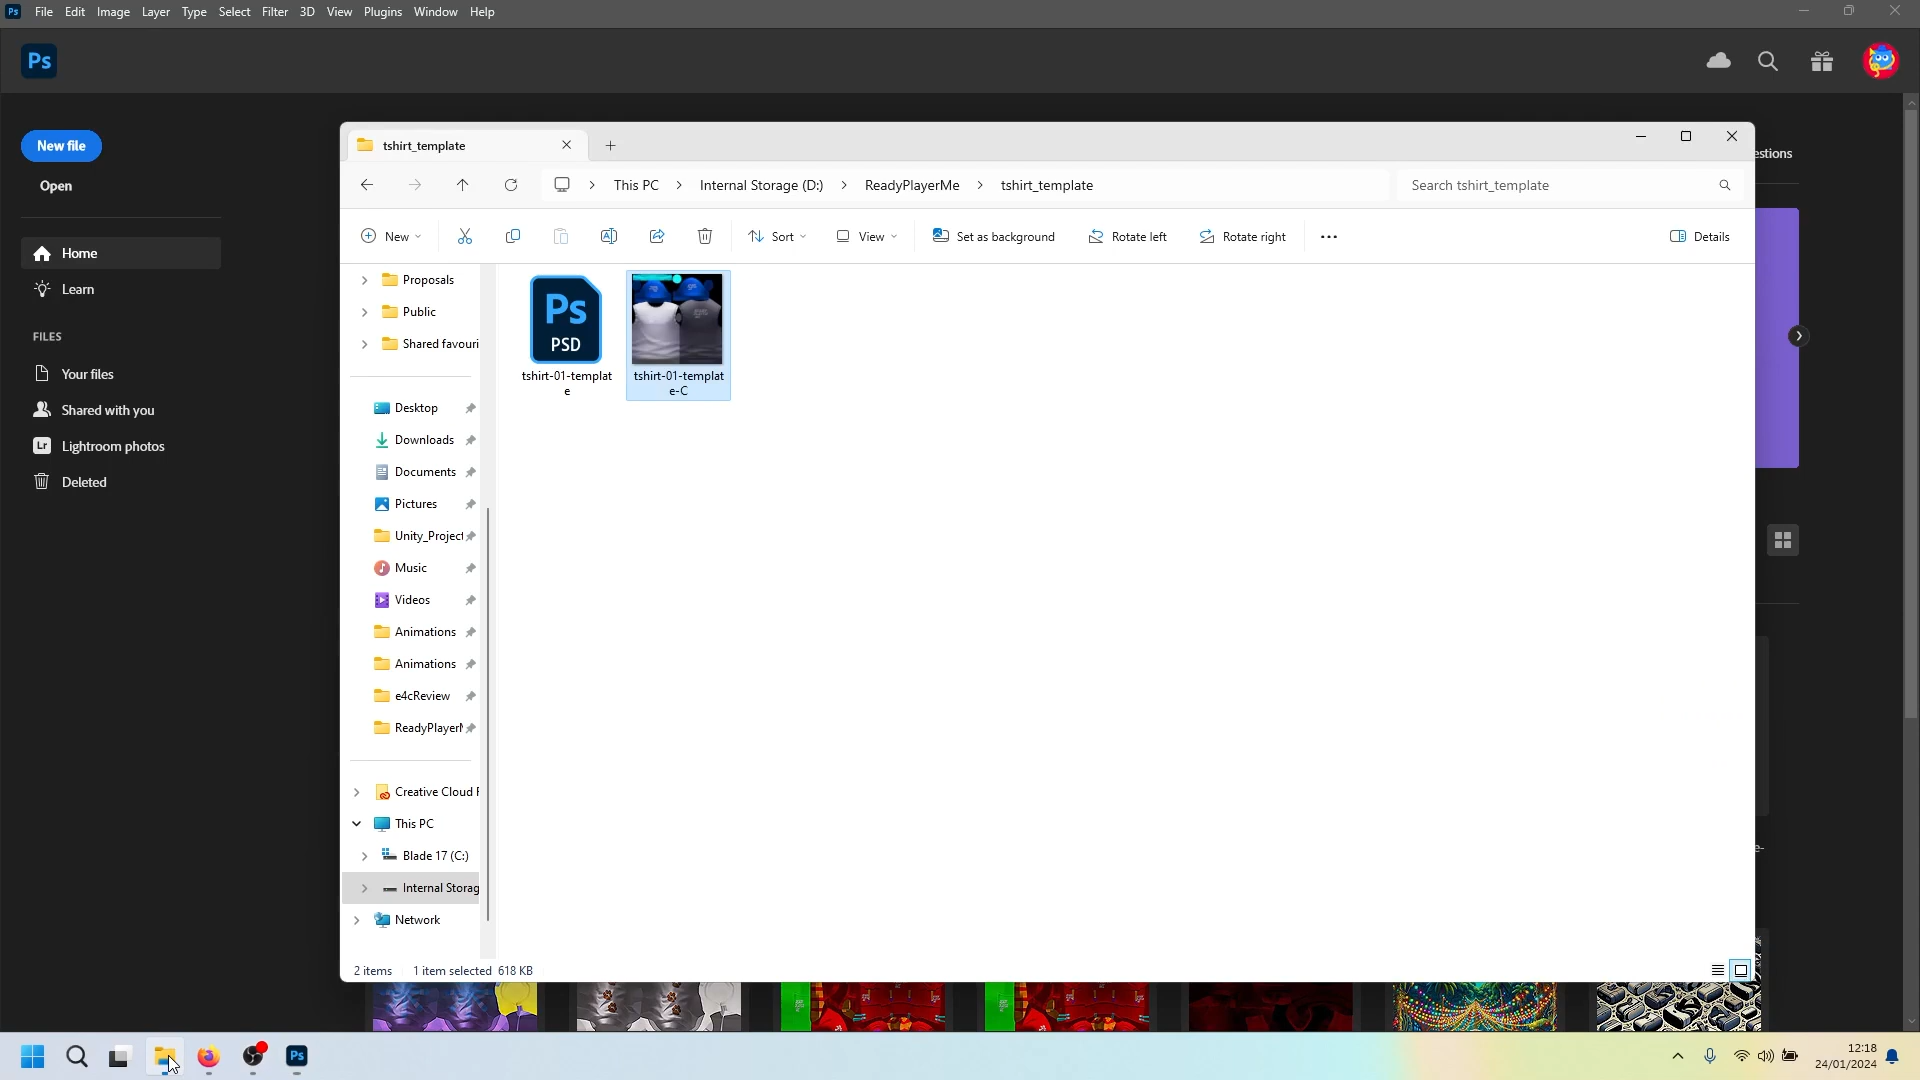 Ps File Edit Image Layer Type Select Filter 3D View Plugins Window Help
Ps
New file
Open
Home
Learn
FILES
Your files
Shared with you
Lr Lightroom photos
Deleted
estions
tshirt_template
This PC > Internal Storage (D:) > ReadyPlayerMe > tshirt_template
Search tshirt_template
New
Sort
View
Set as background
Rotate left
Rotate right
Details
Proposals
Public
Shared favouri
Desktop
Downloads
Documents
Pictures
Unity_Project
Music
Videos
Animations
Animations
e4cReview
ReadyPlayerM
Creative Cloud F
This PC
Blade 17 (C:)
Internal Storag
Network
Ps
PSD
tshirt-01-templat
e
tshirt-01-templat
e-C
2 items 1 item selected 618 KB
e-
Ps
12:18
24/01/2024